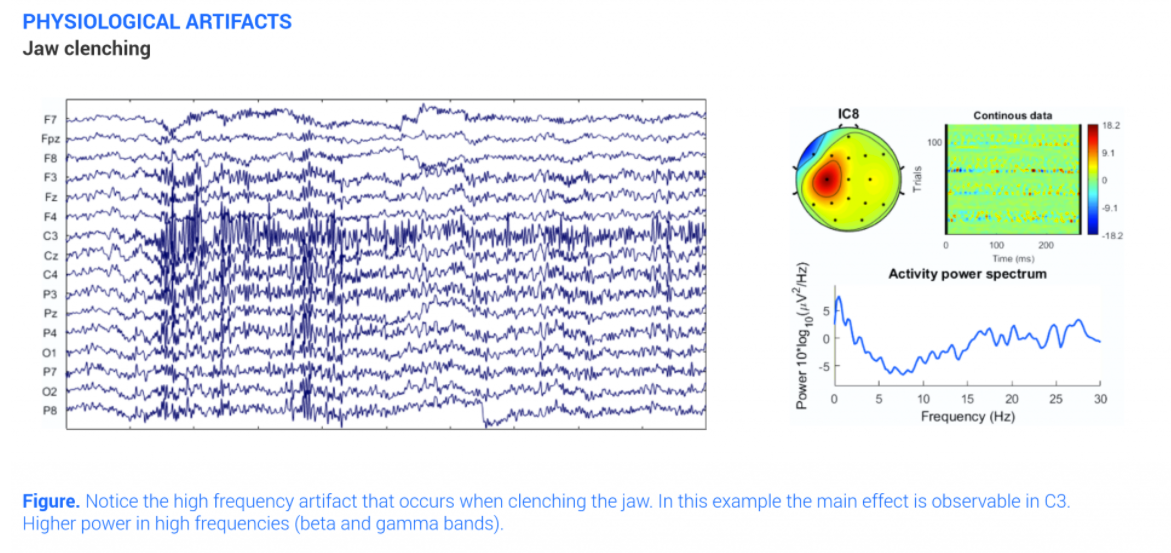 PHYSIOLOGICAL ARTIFACTS
Jaw clenching
F7
Fpz
F8
F3
Fz
F4
C3
Cz
C4
P3
Pz
P4
O1
P7
O2
P8
IC8
Continous data
Trials
100
18.2
9.1
0
-9.1
-18.2
0 100 200
Time (ms)
Activity power spectrum
Power 10*log10(µV2/Hz)
5
0
-5
0 5 10 15 20 25 30
Frequency (Hz)
Figure. Notice the high frequency artifact that occurs when clenching the jaw. In this example the main effect is observable in C3.
Higher power in high frequencies (beta and gamma bands).